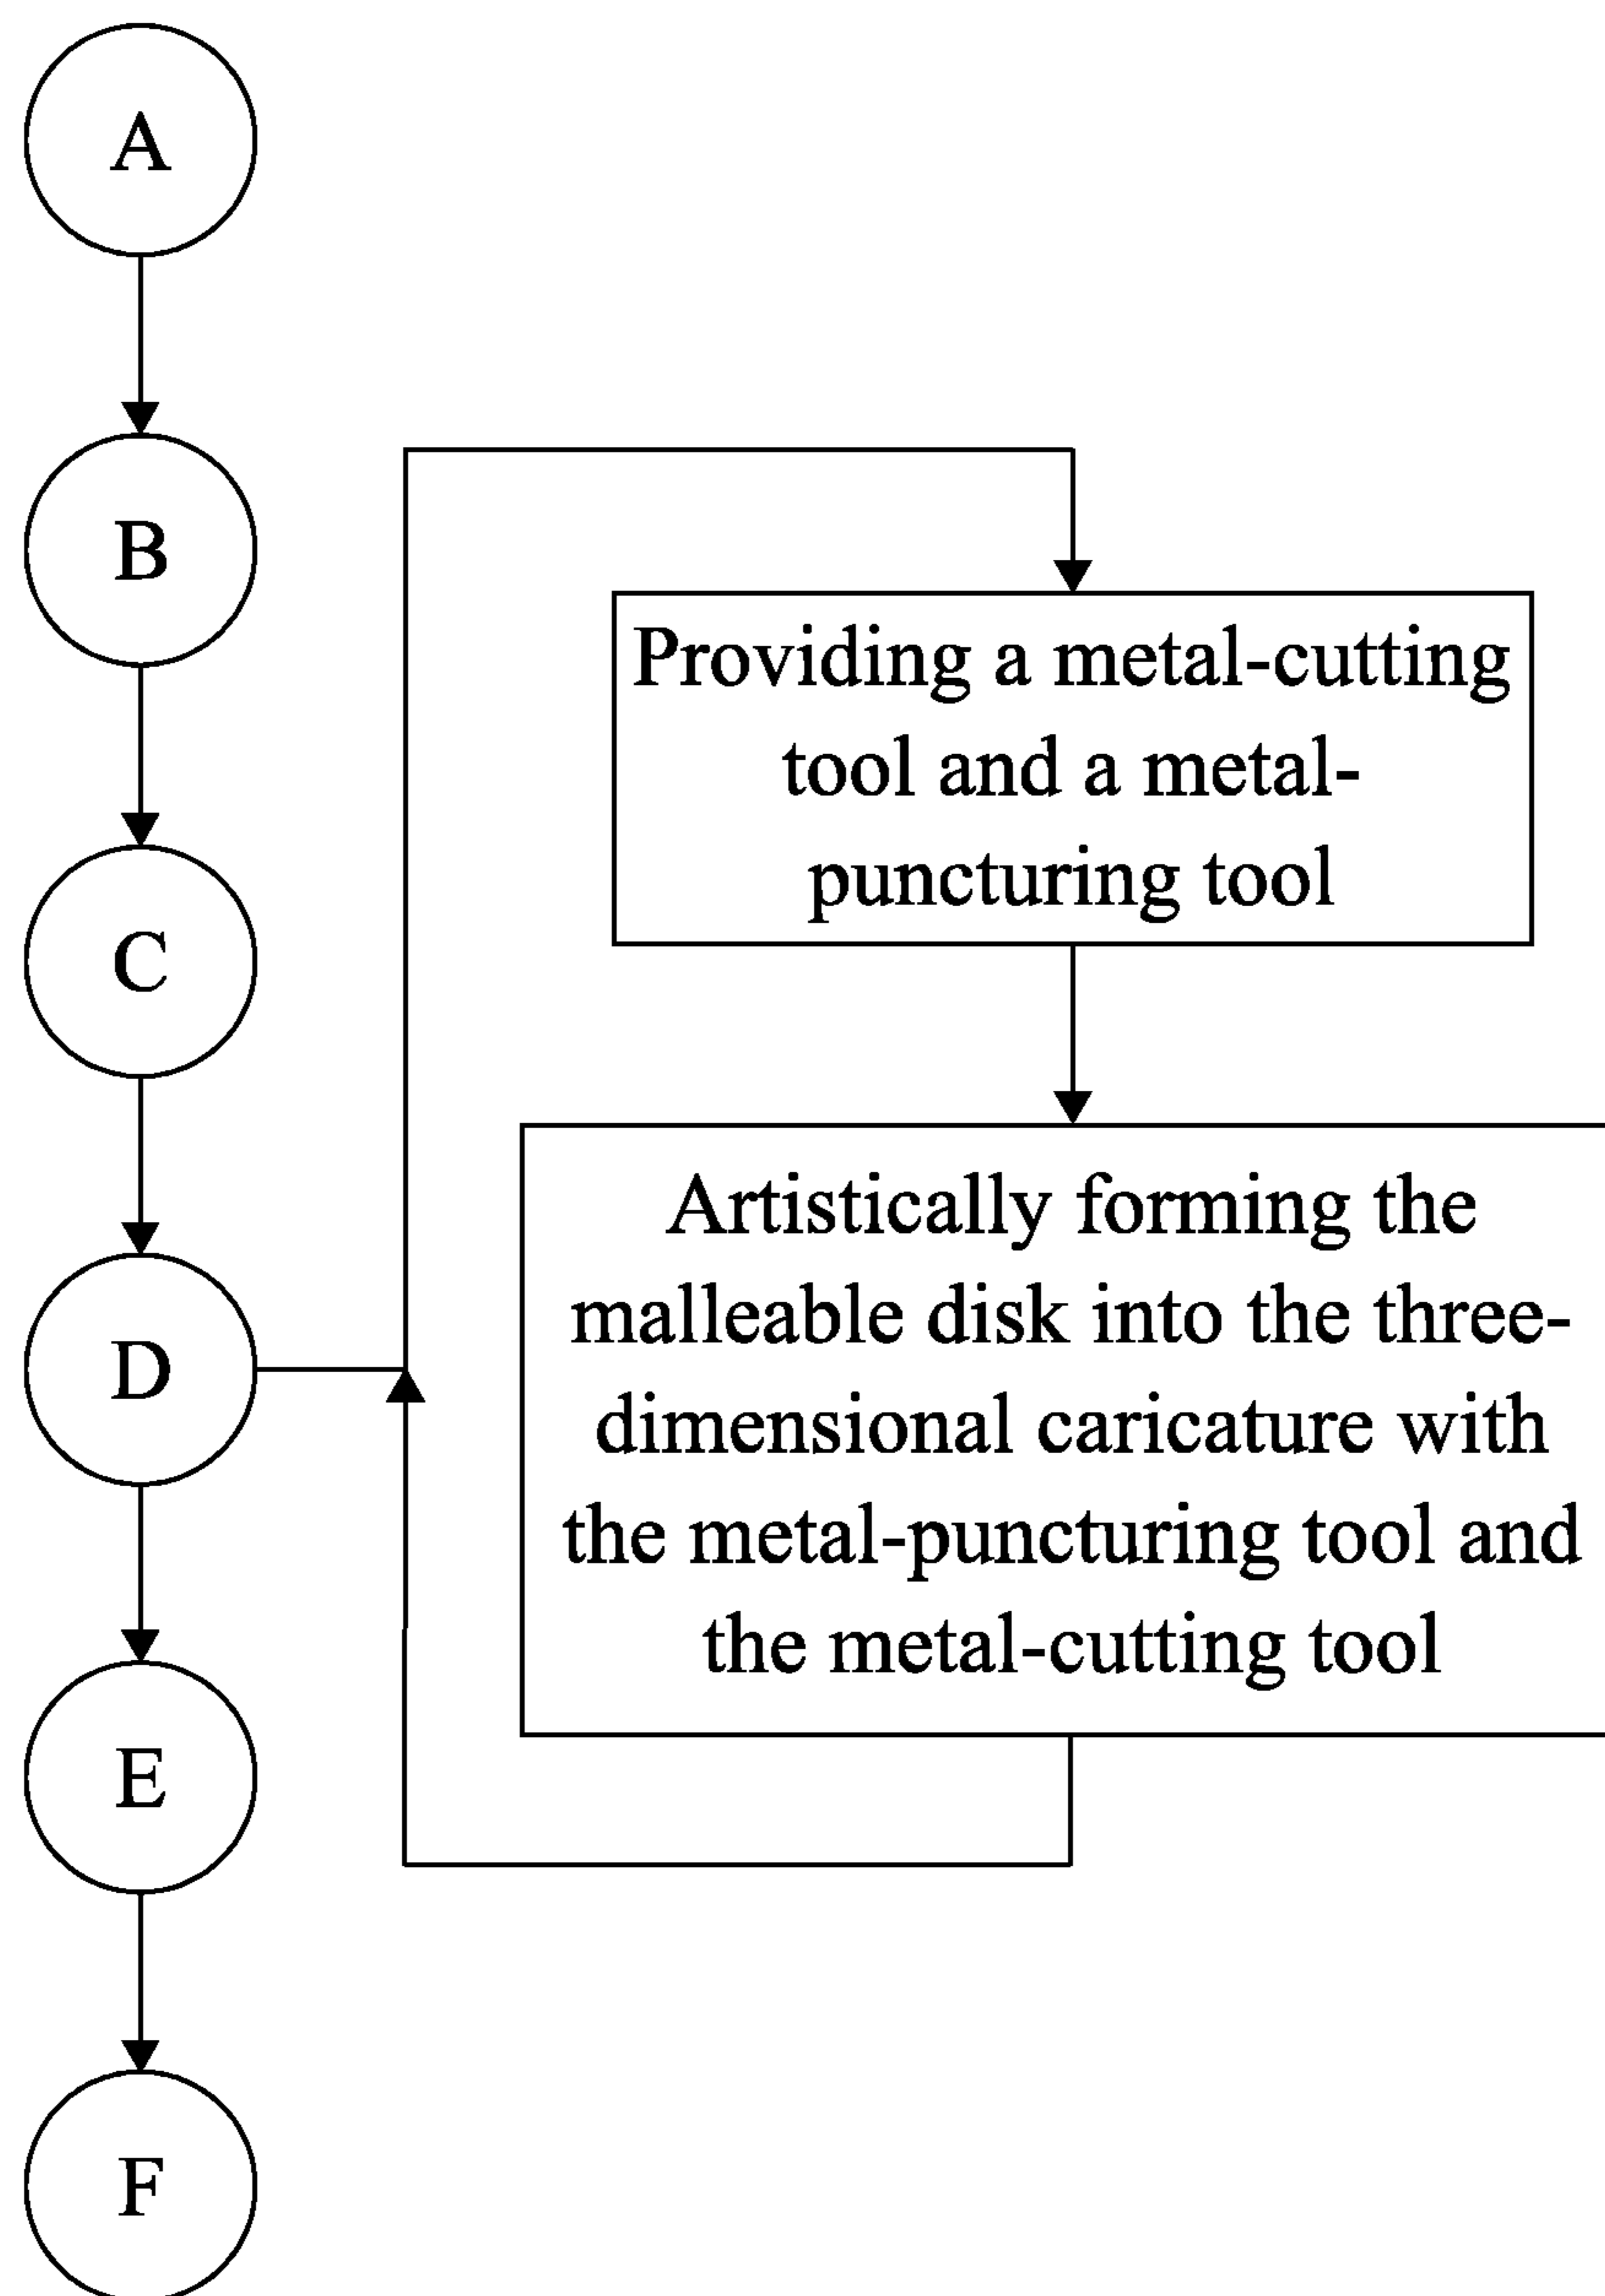 A
B
Providing a metal-cutting
tool and a metal-
puncturing tool
C
Artistically forming the
malleable disk into the three-
dimensional caricature with
the metal-puncturing tool and
the metal-cutting tool
D
E
F